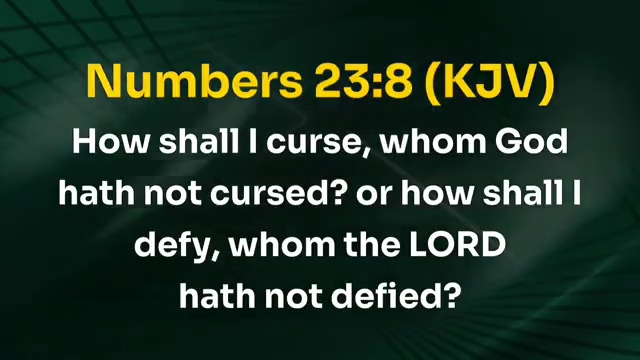 Numbers 23:8 (KJV)
How shall I curse, whom God
hath not cursed? or how shall I
defy, whom the LORD
hath not defied?